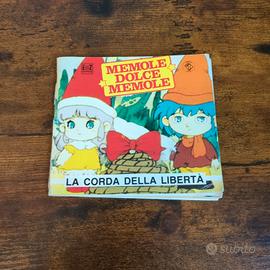 MEMOLE
DOLCE
MEMOLE
LA CORDA DELLA LIBERTÀ
subito